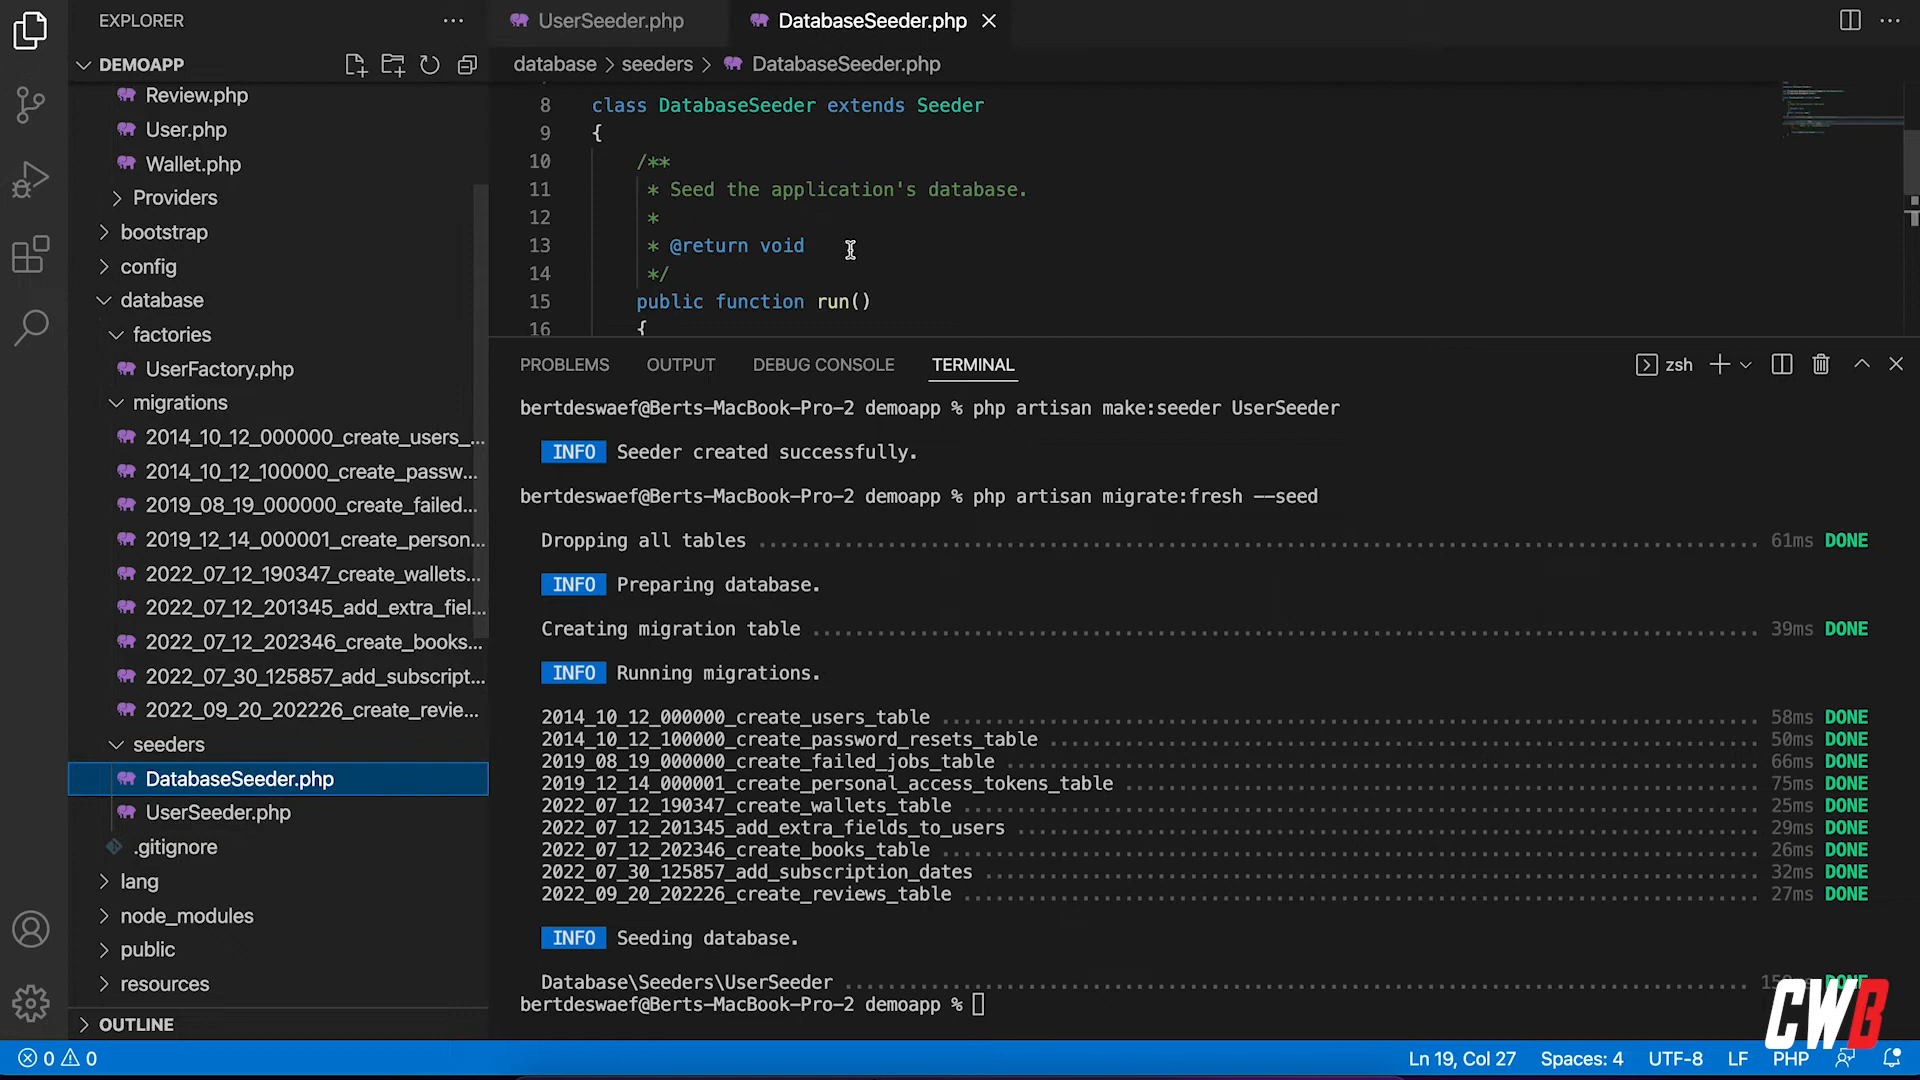 EXPLORER
DEMOAPP
Review.php
User.php
Wallet.php
Providers
bootstrap
config
database
factories
UserFactory.php
migrations
2014_10_12_000000_create_users_...
2014_10_12_100000_create_passw...
2019_08_19_000000_create_failed...
2019_12_14_000001_create_person...
2022_07_12_190347_create_wallets...
2022_07_12_201345_add_extra_fiel...
2022_07_12_202346_create_books...
2022_07_30_125857_add_subscript...
2022_09_20_202226_create_revie...
seeders
DatabaseSeeder.php
UserSeeder.php
.gitignore
lang
node_modules
public
resources
OUTLINE
UserSeeder.php
DatabaseSeeder.php
database > seeders > DatabaseSeeder.php
8 class DatabaseSeeder extends Seeder
9 {
10 /**
11 * Seed the application's database.
12 *
13 * @return void
14 */
15 public function run()
16 {
PROBLEMS OUTPUT DEBUG CONSOLE TERMINAL zsh
bertdeswaef@Berts-MacBook-Pro-2 demoapp % php artisan make:seeder UserSeeder
INFO Seeder created successfully.
bertdeswaef@Berts-MacBook-Pro-2 demoapp % php artisan migrate:fresh --seed
Dropping all tables 61ms DONE
INFO Preparing database.
Creating migration table 39ms DONE
INFO Running migrations.
2014_10_12_000000_create_users_table 58ms DONE
2014_10_12_100000_create_password_resets_table 50ms DONE
2019_08_19_000000_create_failed_jobs_table 66ms DONE
2019_12_14_000001_create_personal_access_tokens_table 75ms DONE
2022_07_12_190347_create_wallets_table 25ms DONE
2022_07_12_201345_add_extra_fields_to_users 29ms DONE
2022_07_12_202346_create_books_table 26ms DONE
2022_07_30_125857_add_subscription_dates 32ms DONE
2022_09_20_202226_create_reviews_table 27ms DONE
INFO Seeding database.
Database\Seeders\UserSeeder DONE
bertdeswaef@Berts-MacBook-Pro-2 demoapp %
CWB
0 0
Ln 19, Col 27 Spaces: 4 UTF-8 LF PHP